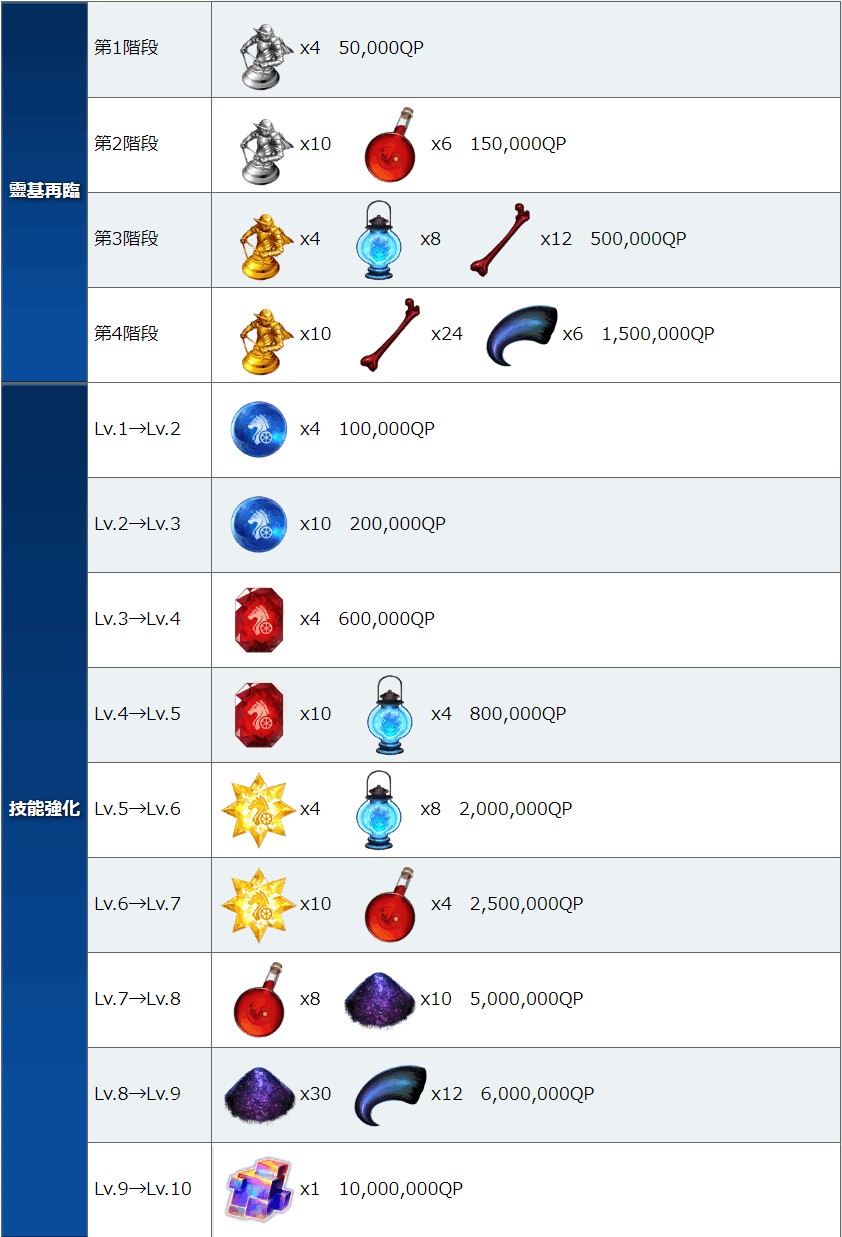 靈基再臨
第1階段 x4 50,000QP
第2階段 x10 x6 150,000QP
第3階段 x4 x8 x12 500,000QP
第4階段 x10 x24 x6 1,500,000QP
技能強化
Lv.1→Lv.2 x4 100,000QP
Lv.2→Lv.3 x10 200,000QP
Lv.3→Lv.4 x4 600,000QP
Lv.4→Lv.5 x10 x4 800,000QP
Lv.5→Lv.6 x4 x8 2,000,000QP
Lv.6→Lv.7 x10 x4 2,500,000QP
Lv.7→Lv.8 x8 x10 5,000,000QP
Lv.8→Lv.9 x30 x12 6,000,000QP
Lv.9→Lv.10 x1 10,000,000QP